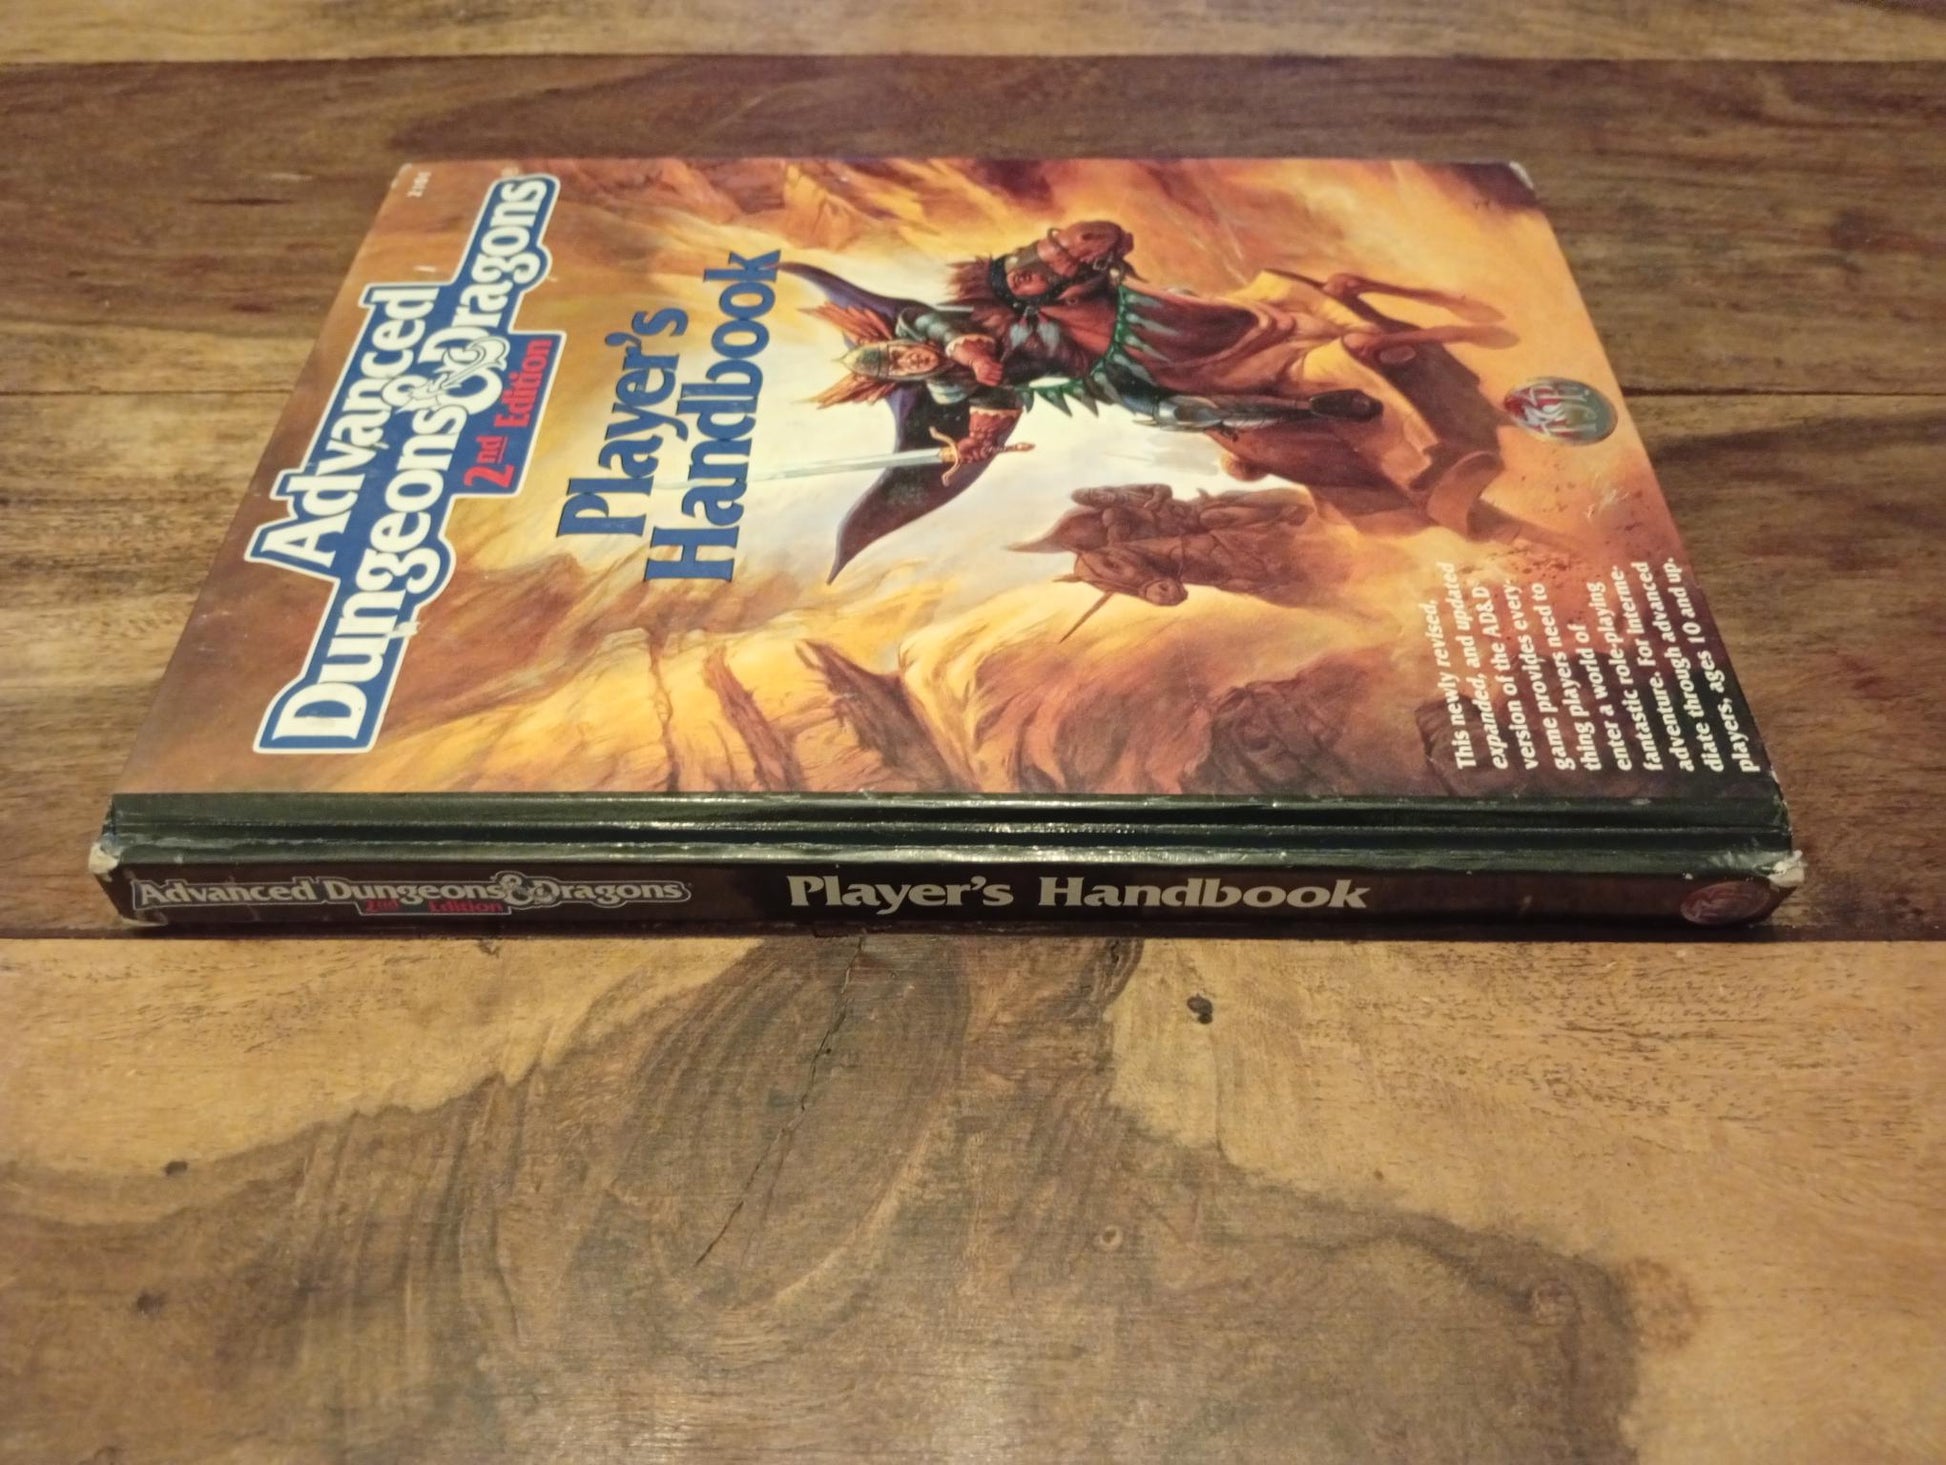 2101
Advanced
Dungeons & Dragons®
2nd Edition
Player's
Handbook
TSR
This newly revised,
expanded, and updated
version of the AD&D®
game provides every-
thing players need to
enter a world of
fantastic role-playing
adventure. For interme-
diate through advanced
players, ages 10 and up.
Advanced Dungeons & Dragons®
2nd Edition
Player's Handbook